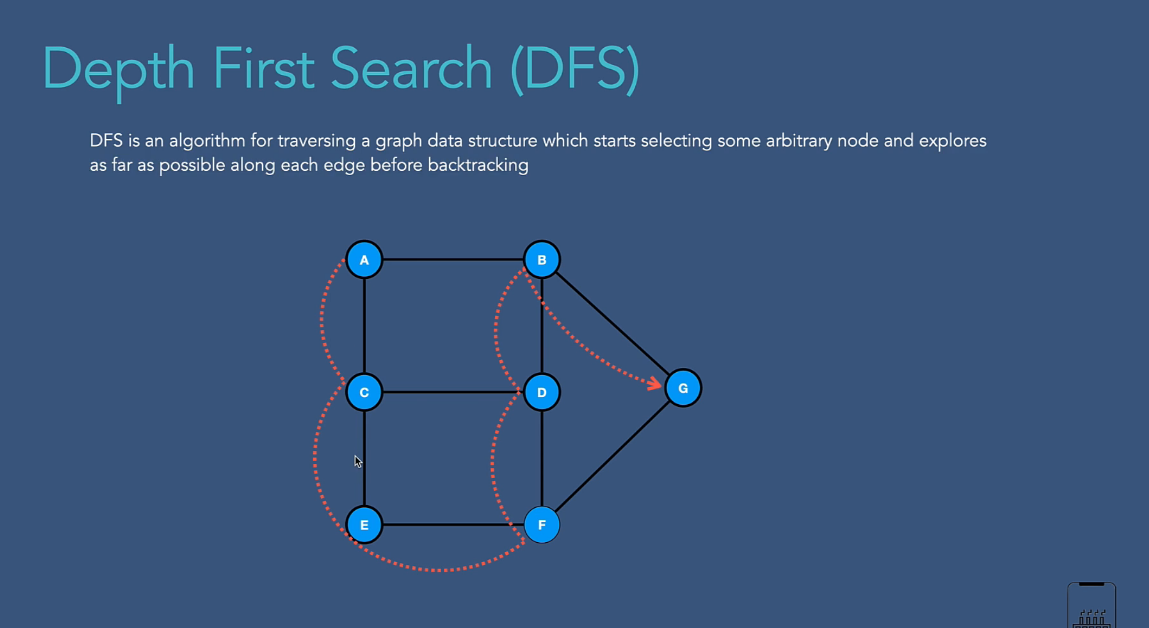 Depth First Search (DFS)
DFS is an algorithm for traversing a graph data structure which starts selecting some arbitrary node and explores
as far as possible along each edge before backtracking
A
B
C
D
G
E
F